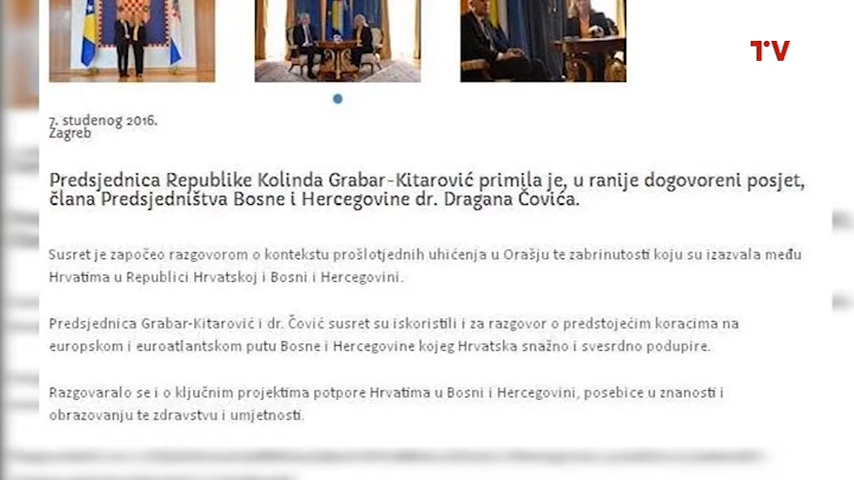 TV
7. studenog 2016.
Zagreb
Predsjednica Republike Kolinda Grabar-Kitarović primila je, u ranije dogovoreni posjet,
člana Predsjedništva Bosne i Hercegovine dr. Dragana Čovića.
Susret je započeo razgovorom o kontekstu prošlotjednih uhićenja u Orašju te zabrinutosti koju su izazvala među
Hrvatima u Republici Hrvatskoj i Bosni i Hercegovini.
Predsjednica Grabar-Kitarović i dr. Čović susret su iskoristili i za razgovor o predstojećim koracima na
europskom i euroatlantskom putu Bosne i Hercegovine kojeg Hrvatska snažno i svesrdno podupire.
Razgovaralo se i o ključnim projektima potpore Hrvatima u Bosni i Hercegovini, posebice u znanosti i
obrazovanju te zdravstvu i umjetnosti.